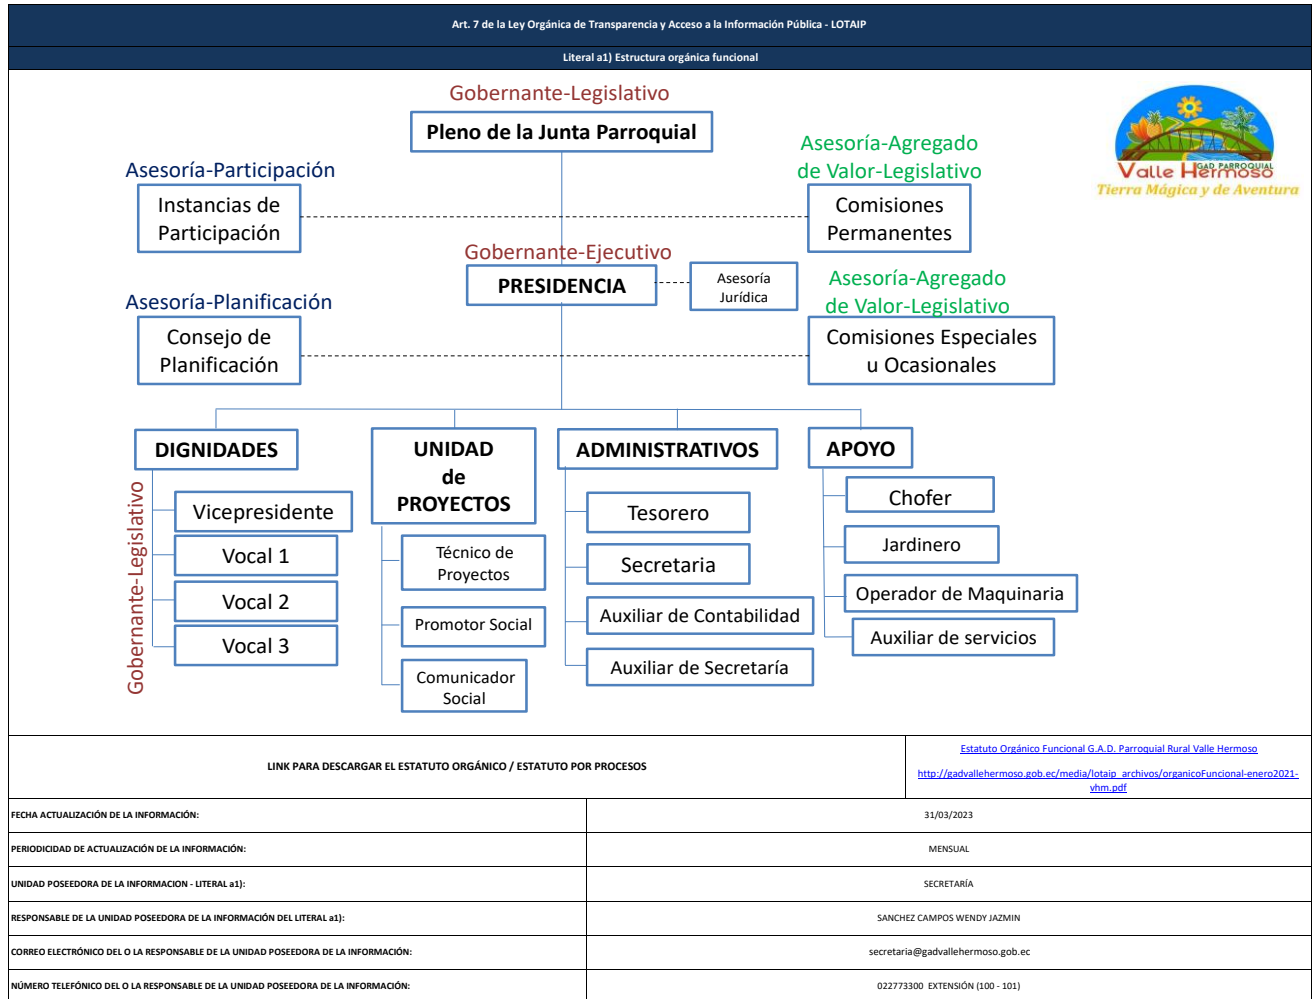 Art. 7 de la Ley Orgánica de Transparencia y Acceso a la Información Pública - LOTAIP
Literal a1) Estructura orgánica funcional
Gobernante-Legislativo
Pleno de la Junta Parroquial
Valle Hermoso
GAD PARROQUIAL
Tierra Mágica y de Aventura
Asesoría-Participación
Instancias de
Participación
Asesoría-Agregado
de Valor-Legislativo
Comisiones
Permanentes
Gobernante-Ejecutivo
PRESIDENCIA
Asesoría
Jurídica
Asesoría-Planificación
Consejo de
Planificación
Asesoría-Agregado
de Valor-Legislativo
Comisiones Especiales
u Ocasionales
DIGNIDADES
Gobernante-Legislativo
Vicepresidente
Vocal 1
Vocal 2
Vocal 3
UNIDAD
de
PROYECTOS
Técnico de
Proyectos
Promotor Social
Comunicador
Social
ADMINISTRATIVOS
Tesorero
Secretaria
Auxiliar de Contabilidad
Auxiliar de Secretaría
APOYO
Chofer
Jardinero
Operador de Maquinaria
Auxiliar de servicios
LINK PARA DESCARGAR EL ESTATUTO ORGÁNICO / ESTATUTO POR PROCESOS
Estatuto Orgánico Funcional G.A.D. Parroquial Rural Valle Hermoso
http://gadvallehermoso.gob.ec/media/lotaip_archivos/organicoFuncional-enero2021-
vhm.pdf
FECHA ACTUALIZACIÓN DE LA INFORMACIÓN:
31/03/2023
PERIODICIDAD DE ACTUALIZACIÓN DE LA INFORMACIÓN:
MENSUAL
UNIDAD POSEEDORA DE LA INFORMACION - LITERAL a1):
SECRETARÍA
RESPONSABLE DE LA UNIDAD POSEEDORA DE LA INFORMACIÓN DEL LITERAL a1):
SANCHEZ CAMPOS WENDY JAZMIN
CORREO ELECTRÓNICO DEL O LA RESPONSABLE DE LA UNIDAD POSEEDORA DE LA INFORMACIÓN:
secretaria@gadvallehermoso.gob.ec
NÚMERO TELEFÓNICO DEL O LA RESPONSABLE DE LA UNIDAD POSEEDORA DE LA INFORMACIÓN:
022773300 EXTENSIÓN (100 - 101)